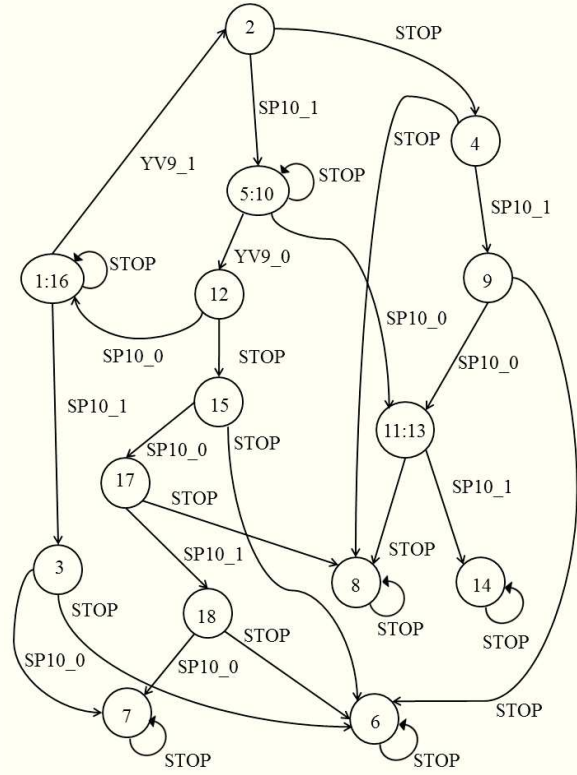 2
STOP
SP10_1
STOP
4
YV9_1
5:10
STOP
SP10_1
YV9_0
1:16
STOP
12
9
SP10_0
SP10_0
STOP
SP10_0
SP10_1
15
11:13
SP10_0
STOP
17
STOP
SP10_1
SP10_1
STOP
3
8
14
STOP
18
STOP
STOP
STOP
SP10_0
SP10_0
7
6
STOP
STOP
STOP